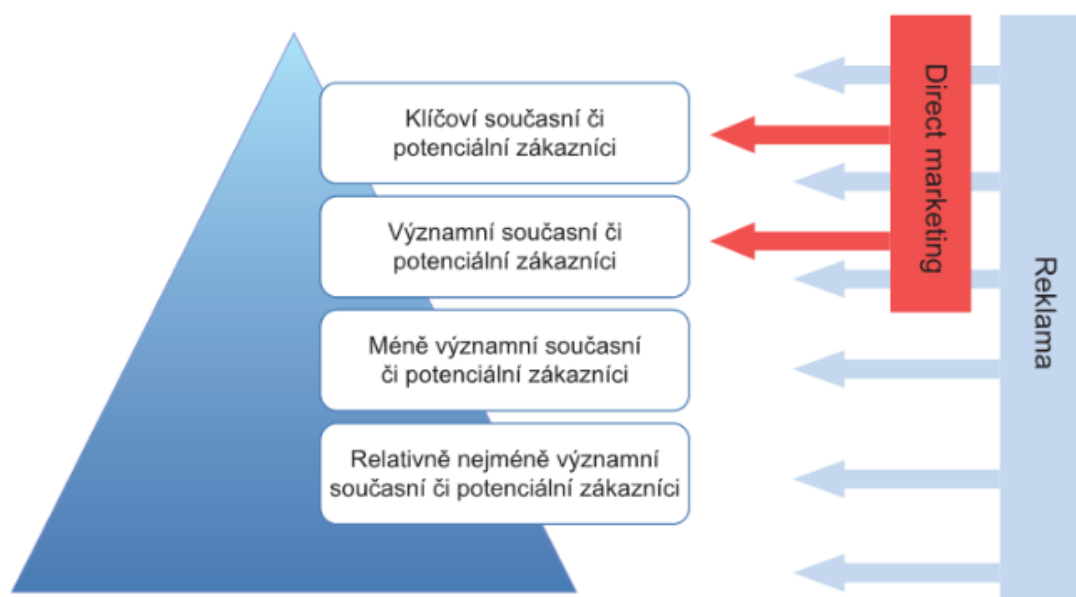 Klíčoví současní či
potenciální zákazníci
Významní současní či
potenciální zákazníci
Méně významní současní
či potenciální zákazníci
Relativně nejméně významní
současní či potenciální zákazníci
Direct marketing
Reklama